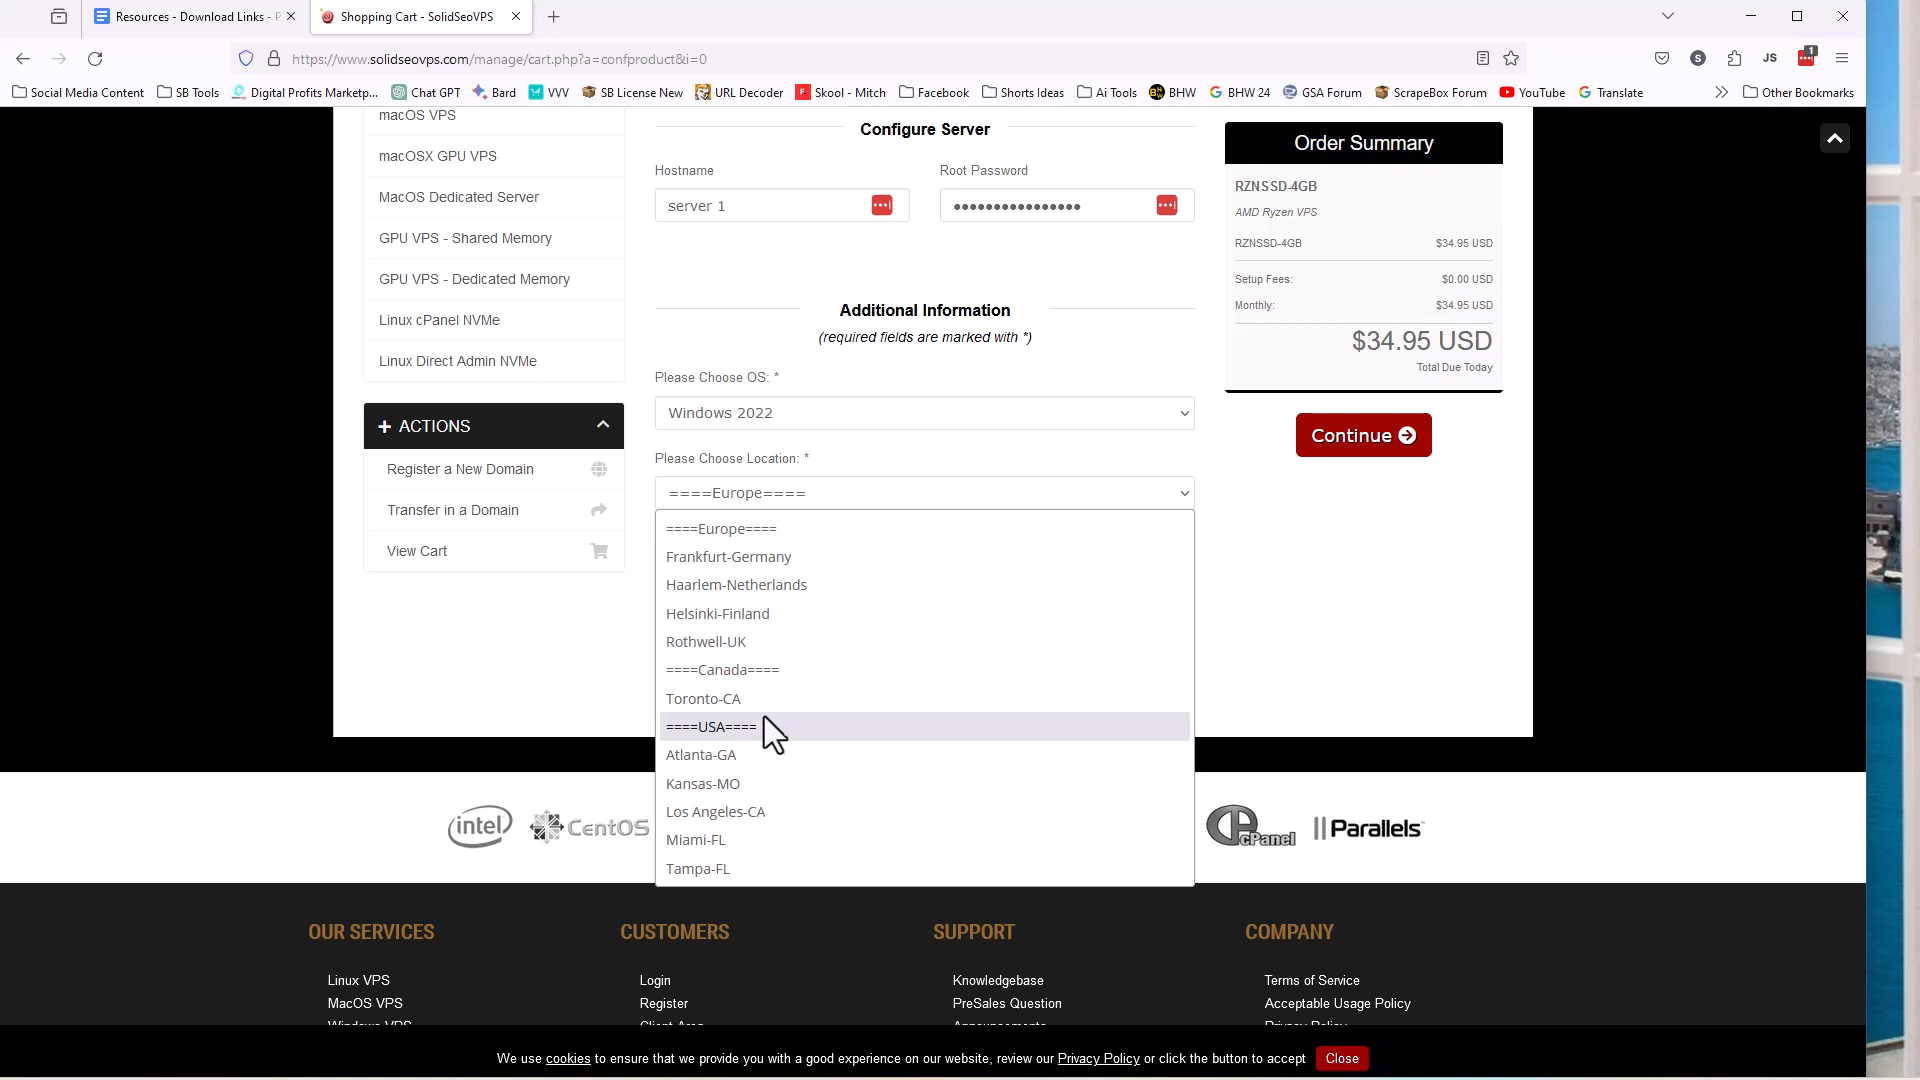 Resources - Download Links - P
Shopping Cart - SolidSeoVPS
https://www.solidseovps.com/manage/cart.php?a=confproduct&i=0
S
JS
1
Social Media Content
SB Tools
Digital Profits Marketp...
Chat GPT
Bard
VVV
SB License New
URL Decoder
Skool - Mitch
Facebook
Shorts Ideas
Ai Tools
BHW
BHW 24
GSA Forum
ScrapeBox Forum
YouTube
Translate
Other Bookmarks
macOS VPS
macOSX GPU VPS
MacOS Dedicated Server
GPU VPS - Shared Memory
GPU VPS - Dedicated Memory
Linux cPanel NVMe
Linux Direct Admin NVMe
ACTIONS
Register a New Domain
Transfer in a Domain
View Cart
Configure Server
Hostname
Root Password
server 1
Additional Information
(required fields are marked with *)
Please Choose OS: *
Windows 2022
Please Choose Location: *
====Europe====
====Europe====
Frankfurt-Germany
Haarlem-Netherlands
Helsinki-Finland
Rothwell-UK
====Canada====
Toronto-CA
====USA====
Atlanta-GA
Kansas-MO
Los Angeles-CA
Miami-FL
Tampa-FL
Order Summary
RZNSSD-4GB
AMD Ryzen VPS
RZNSSD-4GB $34.95 USD
Setup Fees: $0.00 USD
Monthly: $34.95 USD
$34.95 USD
Total Due Today
Continue
intel
CentOS
cPanel
Parallels
OUR SERVICES
Linux VPS
MacOS VPS
Windows VPS
CUSTOMERS
Login
Register
Client Area
SUPPORT
Knowledgebase
PreSales Question
Announcements
COMPANY
Terms of Service
Acceptable Usage Policy
Privacy Policy
We use cookies to ensure that we provide you with a good experience on our website, review our Privacy Policy or click the button to accept
Close